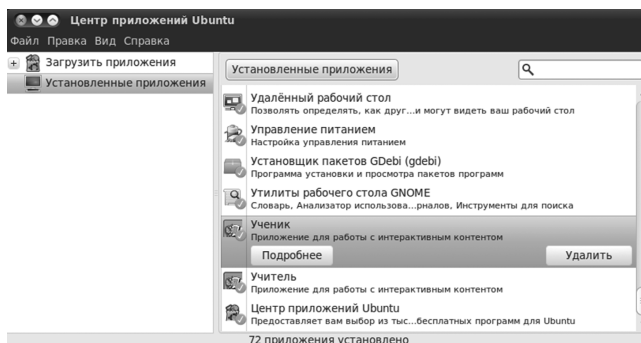 Центр приложений Ubuntu
Файл Правка Вид Справка
Загрузить приложения
Установленные приложения
Установленные приложения
Удалённый рабочий стол
Позволять определять, как друг...и могут видеть ваш рабочий стол
Управление питанием
Настройка управления питанием
Установщик пакетов GDebi (gdebi)
Программа установки и просмотра пакетов программ
Утилиты рабочего стола GNOME
Словарь, Анализатор использова...рналов, Инструменты для поиска
Ученик
Приложение для работы с интерактивным контентом
Подробнее Удалить
Учитель
Приложение для работы с интерактивным контентом
Центр приложений Ubuntu
Предоставляет вам выбор из тыс...бесплатных программ для Ubuntu
72 приложения установлено